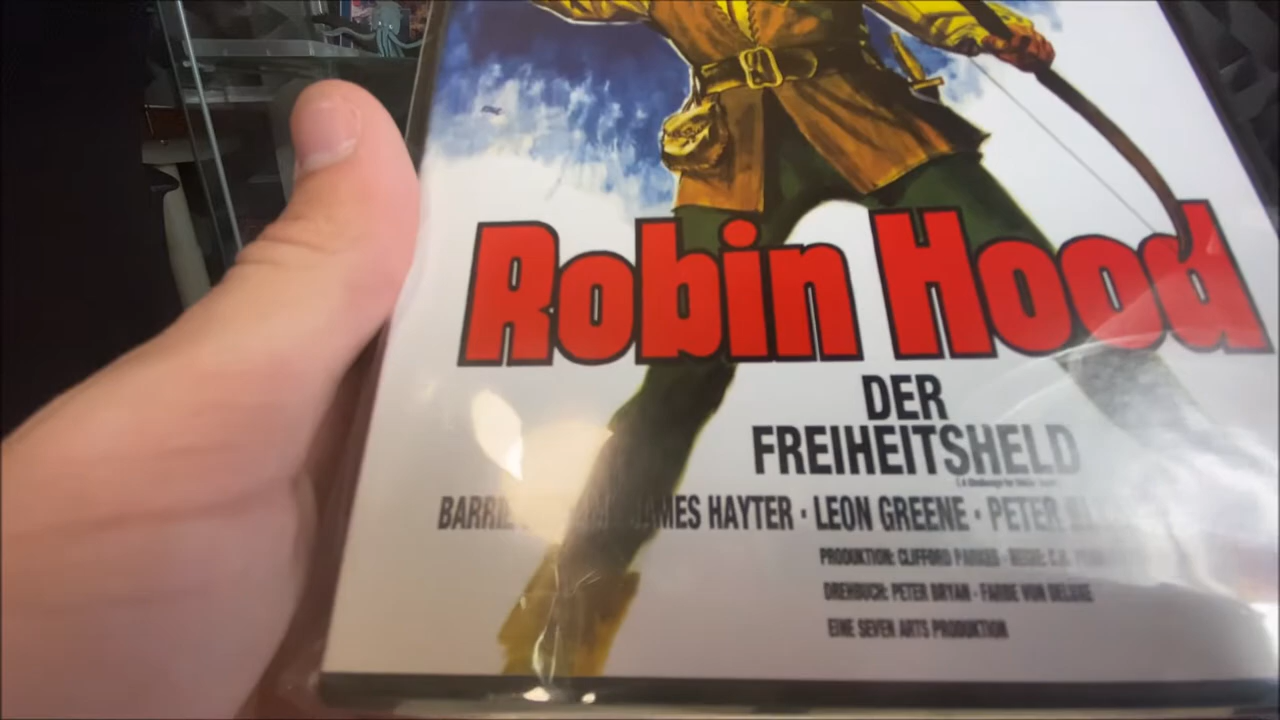 Robin Hood
DER
FREIHEITSHELD
JAMES HAYTER · LEON GREENE · PETER
PRODUKTION: CLIFFORD PARKES · REGIE: C.M.
DREHBUCH: PETER BRYAN · FARBE VON DELUXE
EINE SEVEN ARTS PRODUKTION